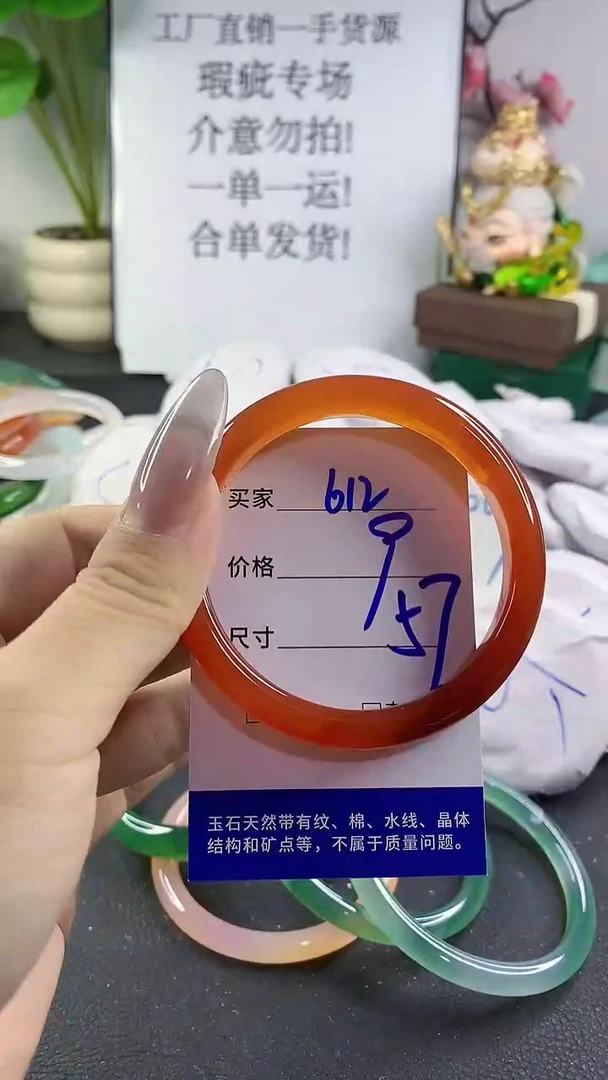 工厂直销一手货源
瑕疵专场
介意勿拍!
一单一运!
合单发货!
买家 612
价格 9
尺寸 57
玉石天然带有纹、棉、水线、晶体
结构和矿点等，不属于质量问题。